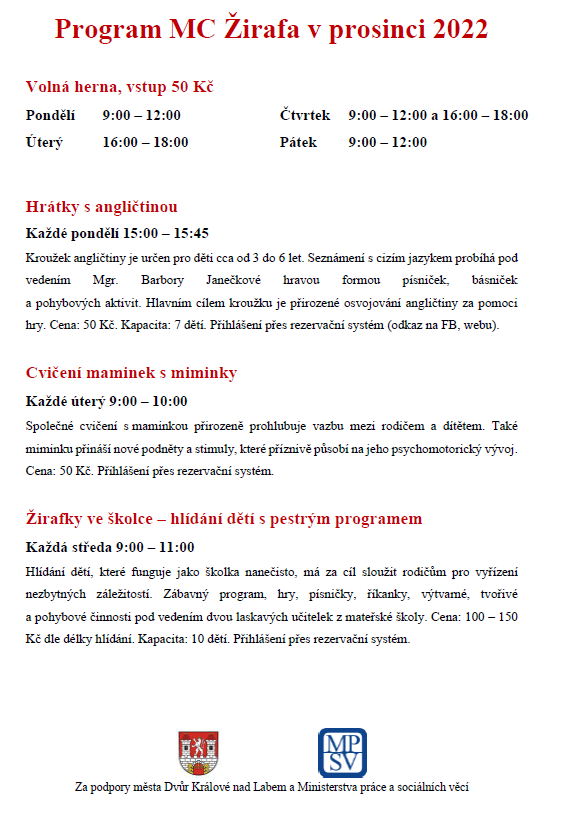 Program MC Žirafa v prosinci 2022
Volná herna, vstup 50 Kč
Pondělí 9:00 – 12:00 Čtvrtek 9:00 – 12:00 a 16:00 – 18:00
Úterý 16:00 – 18:00 Pátek 9:00 – 12:00
Hrátky s angličtinou
Každé pondělí 15:00 – 15:45
Kroužek angličtiny je určen pro děti cca od 3 do 6 let. Seznámení s cizím jazykem probíhá pod
vedením Mgr. Barbory Janečkové hravou formou písniček, básniček
a pohybových aktivit. Hlavním cílem kroužku je přirozené osvojování angličtiny za pomoci
hry. Cena: 50 Kč. Kapacita: 7 dětí. Přihlášení přes rezervační systém (odkaz na FB, webu).
Cvičení maminek s miminky
Každé úterý 9:00 – 10:00
Společné cvičení s maminkou přirozeně prohlubuje vazbu mezi rodičem a dítětem. Také
miminku přináší nové podněty a stimuly, které příznivě působí na jeho psychomotorický vývoj.
Cena: 50 Kč. Přihlášení přes rezervační systém.
Žirafky ve školce – hlídání dětí s pestrým programem
Každá středa 9:00 – 11:00
Hlídání dětí, které funguje jako školka nanečisto, má za cíl sloužit rodičům pro vyřízení
nezbytných záležitostí. Zábavný program, hry, písničky, říkanky, výtvarné, tvořivé
a pohybové činnosti pod vedením dvou laskavých učitelek z mateřské školy. Cena: 100 – 150
Kč dle délky hlídání. Kapacita: 10 dětí. Přihlášení přes rezervační systém.
MP
SV
Za podpory města Dvůr Králové nad Labem a Ministerstva práce a sociálních věcí